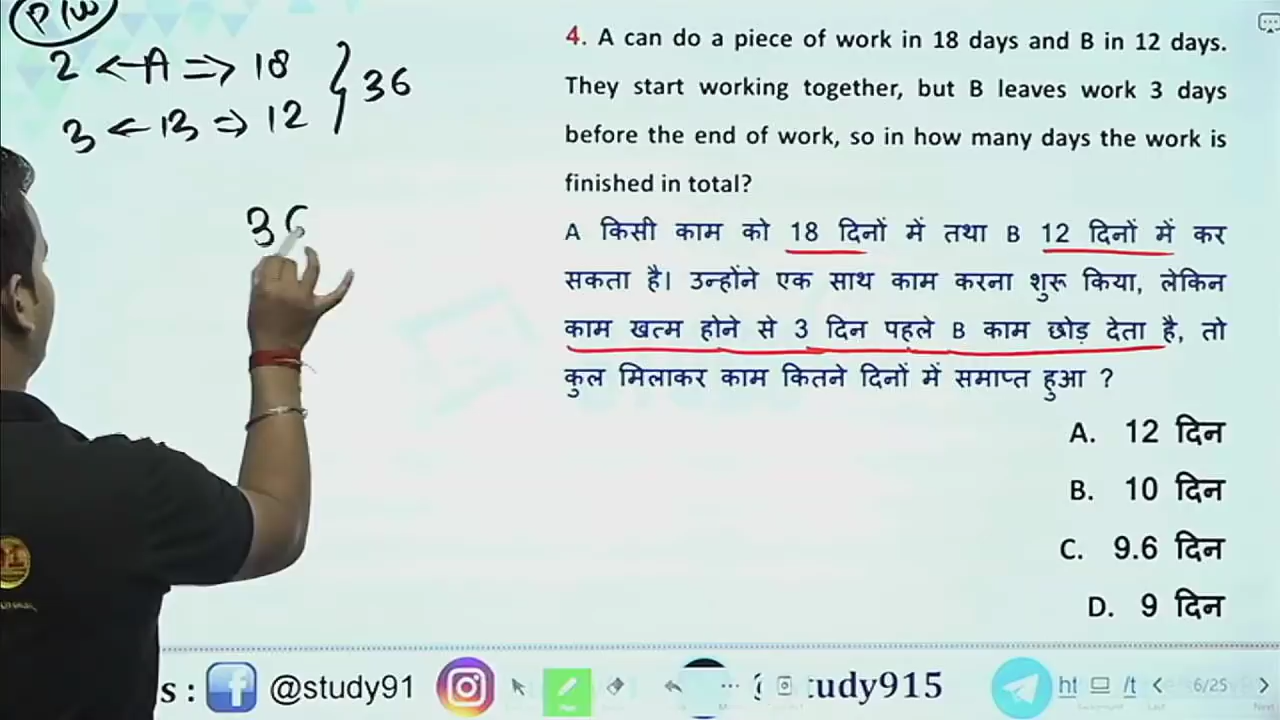 P/W
2 ← A ⇒ 18
3 ← B ⇒ 12
} 36
36
4. A can do a piece of work in 18 days and B in 12 days.
They start working together, but B leaves work 3 days
before the end of work, so in how many days the work is
finished in total?
A किसी काम को 18 दिनों में तथा B 12 दिनों में कर
सकता है। उन्होंने एक साथ काम करना शुरू किया, लेकिन
काम खत्म होने से 3 दिन पहले B काम छोड़ देता है, तो
कुल मिलाकर काम कितने दिनों में समाप्त हुआ ?
A. 12 दिन
B. 10 दिन
C. 9.6 दिन
D. 9 दिन
s : @study91 tudy915 ht /t 6/25
Next